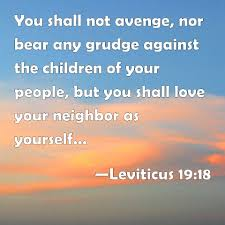 You shall not avenge, nor
bear any grudge against
the children of your
people, but you shall love
your neighbor as
yourself...
—Leviticus 19:18